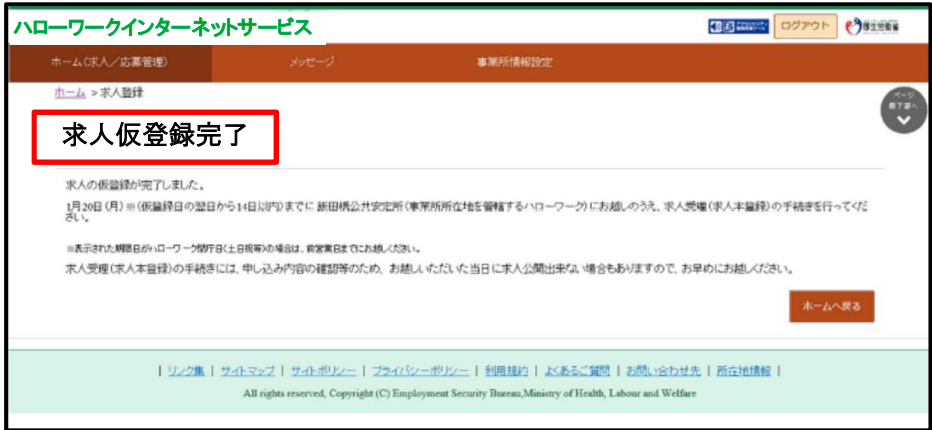 ハローワークインターネットサービス
ログアウト
厚生労働省
ホーム(求人/応募管理)
メッセージ
事業所情報設定
ホーム >求人登録
ページ
最下部へ
求人仮登録完了
求人の仮登録が完了しました。
1月20日(月)※(仮登録日の翌日から14日以内)までに 飯田橋公共安定所(事業所所在地を管轄するハローワーク)にお越しのうえ、求人受理(求人本登録)の手続きを行ってくだ
さい。
※表示された期限日がハローワーク閉庁日(土日祝等)の場合は、前営業日までにお越しください。
求人受理(求人本登録)の手続きには、申し込み内容の確認等のため、お越しいただいた当日に求人公開出来ない場合もありますので、お早めにお越しください。
ホームへ戻る
| リンク集 | サイトマップ | サイトポリシー | プライバシーポリシー | 利用規約 | よくあるご質問 | お問い合わせ先 | 所在地情報 |
All rights reserved, Copyright (C) Employment Security Bureau,Ministry of Health, Labour and Welfare